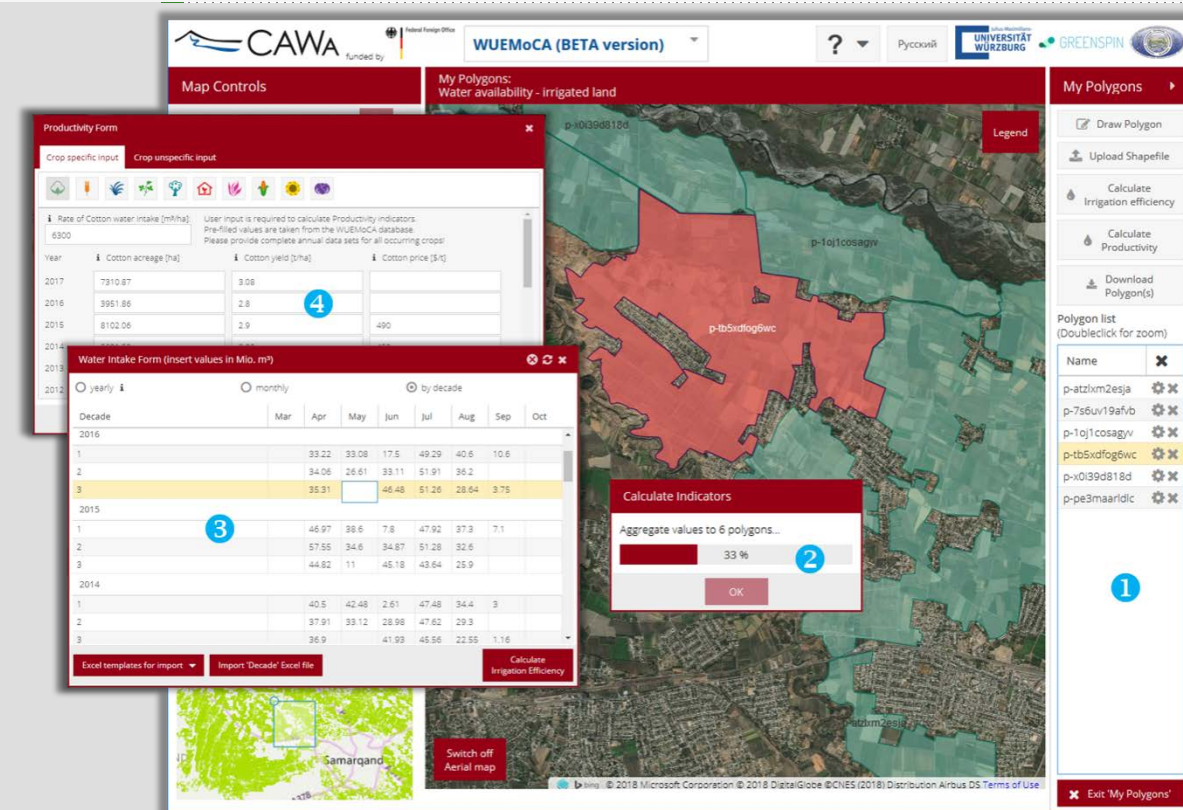 CAWa
funded by
Federal Foreign Office
WUEMoCA (BETA version)
?
Русский
Julius-Maximilians-
UNIVERSITÄT
WÜRZBURG
GREENSPIN
Map Controls
My Polygons:
Water availability - irrigated land
My Polygons
Legend
p-x0i39d818d
p-1oj1cosagyv
p-tb5xdfog6wc
p-atzlxm2esja
Draw Polygon
Upload Shapefile
Calculate
Irrigation efficiency
Calculate
Productivity
Download
Polygon(s)
Polygon list
(Doubleclick for zoom)
Name
p-atzlxm2esja
p-7s6uv19afvb
p-1oj1cosagyv
p-tb5xdfog6wc
p-x0i39d818d
p-pe3maarldlc
1
Exit 'My Polygons'
Productivity Form
Crop specific input Crop unspecific input
Rate of Cotton water intake [m³/ha]:
6300
User input is required to calculate Productivity indicators.
Pre-filled values are taken from the WUEMoCA database.
Please provide complete annual data sets for all occurring crops!
Year Cotton acreage [ha] Cotton yield [t/ha] Cotton price [$/t]
2017 7310.87 3.08
2016 3951.86 2.8
2015 8102.06 2.9 490
2014
2013
2012
4
Water Intake Form (insert values in Mio. m³)
yearly monthly by decade
Decade Mar Apr May Jun Jul Aug Sep Oct
2016
1 33.22 33.08 17.5 49.29 40.6 10.6
2 34.06 26.61 33.11 51.91 36.2
3 35.31 46.48 51.26 28.64 3.75
2015
1 46.97 38.6 7.8 47.92 37.3 7.1
2 57.55 34.6 34.87 51.28 32.6
3 44.82 11 45.18 43.64 25.9
2014
1 40.5 42.48 2.61 47.48 34.4 3
2 37.91 33.12 28.98 47.62 29.3
3 36.9 41.93 45.56 22.55 1.16
3
Excel templates for import
Import 'Decade' Excel file
Calculate
Irrigation Efficiency
Calculate Indicators
Aggregate values to 6 polygons...
33 %
2
OK
Samarqand
Switch off
Aerial map
bing © 2018 Microsoft Corporation © 2018 DigitalGlobe ©CNES (2018) Distribution Airbus DS Terms of Use